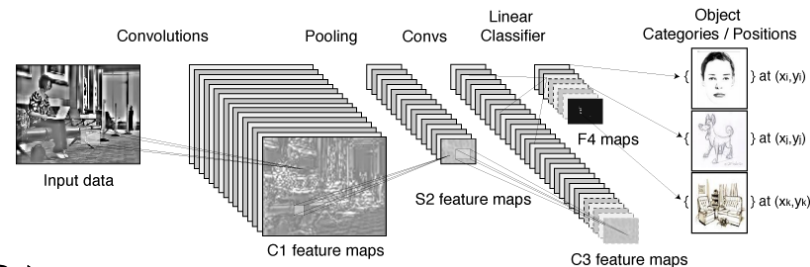 Convolutions
Pooling
Convs
Linear
Classifier
Object
Categories / Positions
Input data
C1 feature maps
S2 feature maps
C3 feature maps
F4 maps
{ } at (xi,yi)
{ } at (xj,yj)
{ } at (xk,yk)